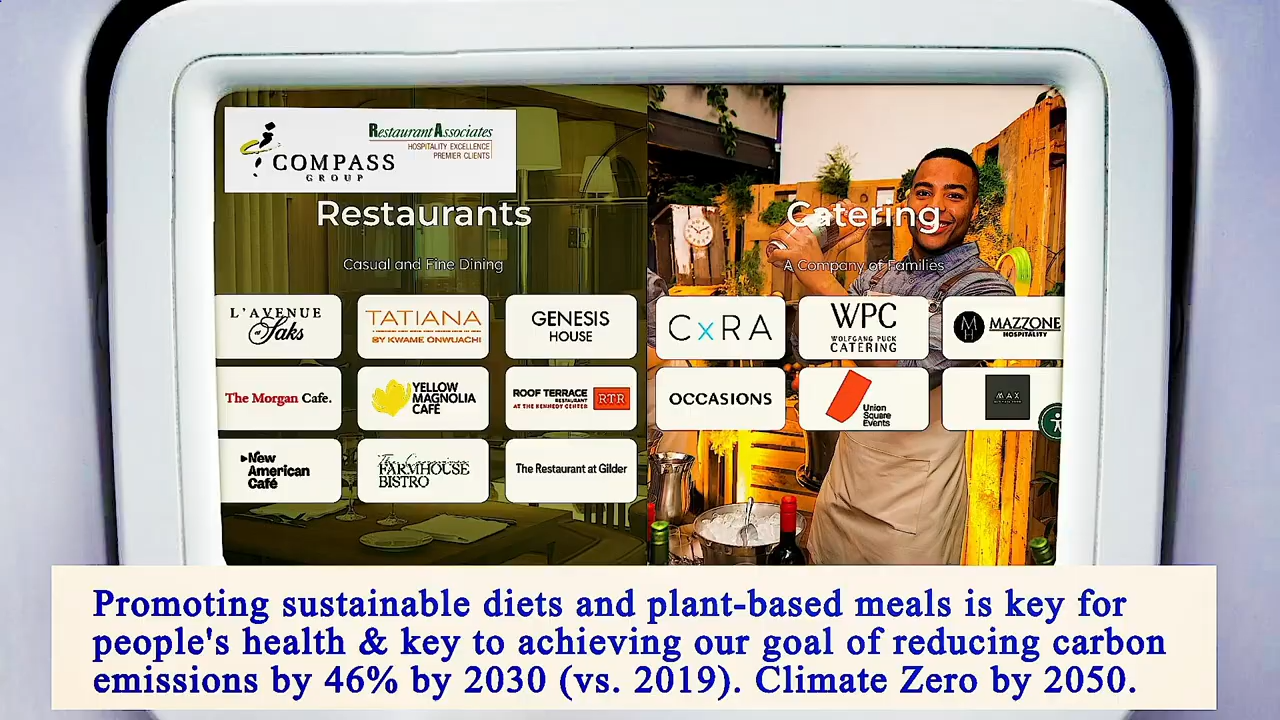 COMPASS
GROUP
Restaurant Associates
HOSPITALITY EXCELLENCE
PREMIER CLIENTS
Restaurants
Casual and Fine Dining
L'AVENUE
Saks
TATIANA
BY KWAME ONWUACHI
GENESIS
HOUSE
The Morgan Cafe.
YELLOW
MAGNOLIA
CAFÉ
ROOF TERRACE
RESTAURANT
AT THE KENNEDY CENTER
RTR
New
American
Café
FARMHOUSE
BISTRO
The Restaurant at Gilder
Catering
A Company of Families
CxRA
WPC
WOLFGANG PUCK
CATERING
MH
MAZZONE
HOSPITALITY
OCCASIONS
Union
Square
Events
MAX
Promoting sustainable diets and plant-based meals is key for
people's health & key to achieving our goal of reducing carbon
emissions by 46% by 2030 (vs. 2019). Climate Zero by 2050.